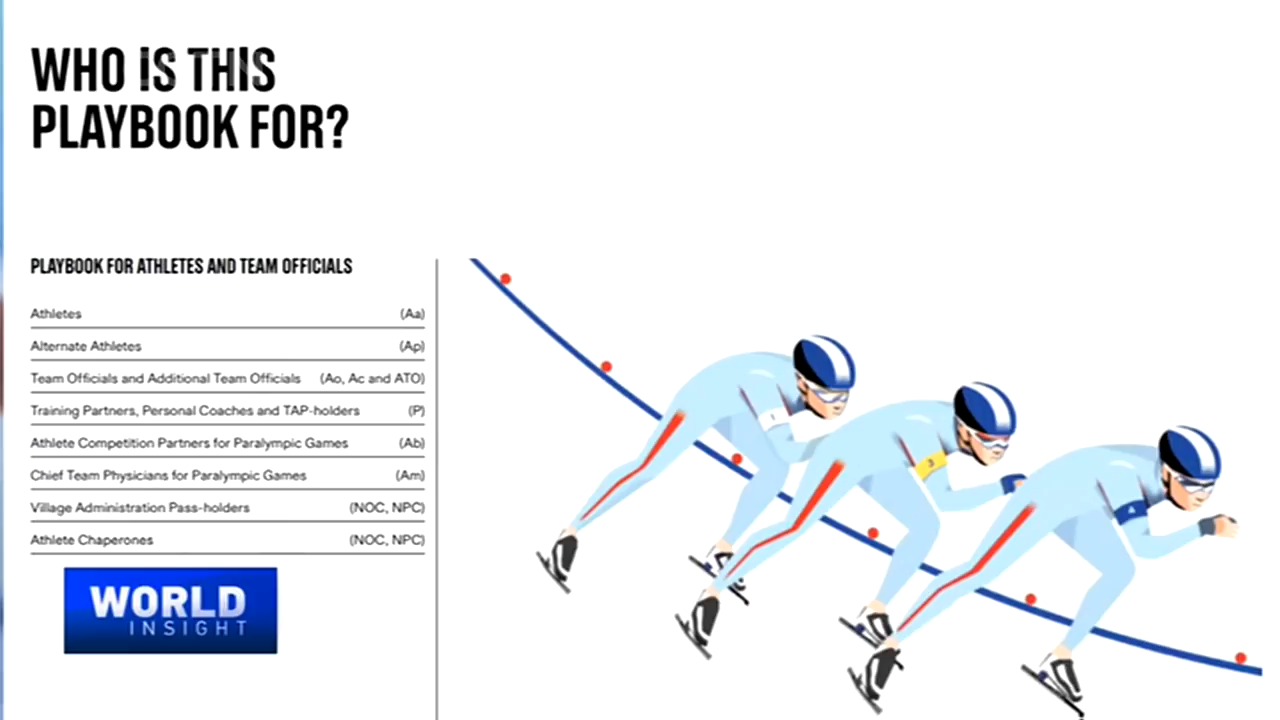 WHO IS THIS
PLAYBOOK FOR?
PLAYBOOK FOR ATHLETES AND TEAM OFFICIALS
Athletes (Aa)
Alternate Athletes (Ap)
Team Officials and Additional Team Officials (Ao, Ac and ATO)
Training Partners, Personal Coaches and TAP-holders (P)
Athlete Competition Partners for Paralympic Games (Ab)
Chief Team Physicians for Paralympic Games (Am)
Village Administration Pass-holders (NOC, NPC)
Athlete Chaperones (NOC, NPC)
WORLD
INSIGHT
1
3
4